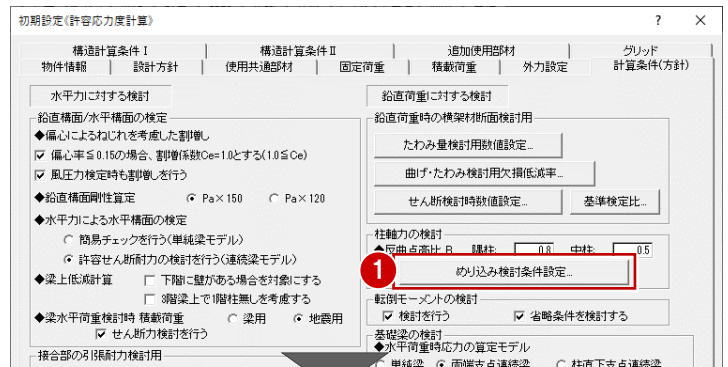 初期設定《許容応力度計算》 ? ×
構造計算条件Ⅰ 構造計算条件Ⅱ 追加使用部材 グリッド
物件情報 設計方針 使用共通部材 固定荷重 積載荷重 外力設定 計算条件(方針)
水平力に対する検討
鉛直構面/水平構面の検定
◆偏心によるねじれを考慮した割増し
偏心率≦0.15の場合、割増係数Ce=1.0とする(1.0≦Ce)
風圧力検定時も割増しを行う
◆鉛直構面剛性算定 Pa×150 Pa×120
◆水平力による水平構面の検定
簡易チェックを行う(単純梁モデル)
許容せん断耐力の検討を行う(連続梁モデル)
◆梁上低減計算 下階に壁がある場合を対象にする
3階梁上で1階柱無しを考慮する
◆梁水平荷重検討時 積載荷重 梁用 地震用
せん断力検討を行う
接合部の引張耐力検討用
鉛直荷重に対する検討
鉛直荷重時の横架材断面検討用
たわみ量検討用数値設定...
曲げ・たわみ検討用欠損低減率...
せん断検討時数値設定... 基準検定比...
柱軸力の検討
◆反曲点高比 B 隅柱: 0.8 中柱: 0.5
1 めり込み検討条件設定...
転倒モーメントの検討
検討を行う 省略条件を検討する
基礎梁の検討
◆水平荷重時応力の算定モデル
単純梁 両端支点連続梁 柱直下支点連続梁